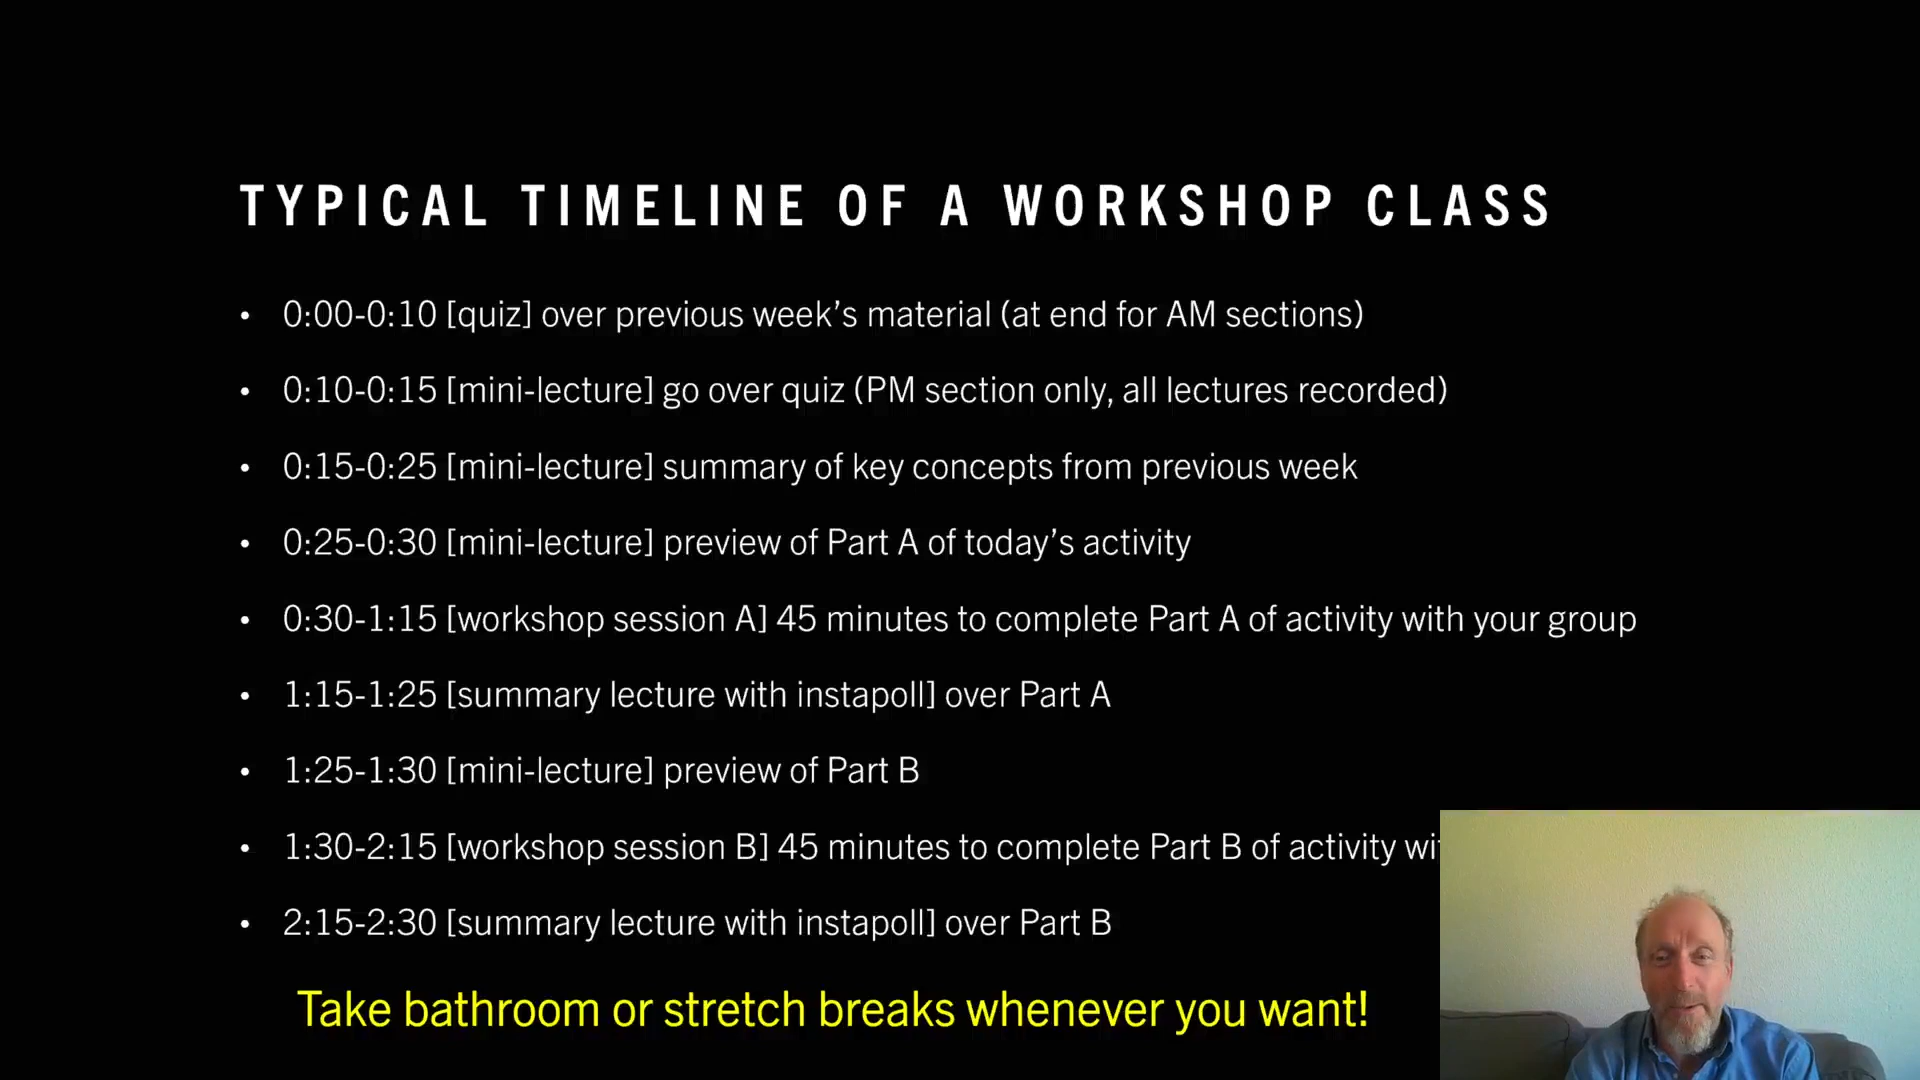 TYPICAL TIMELINE OF A WORKSHOP CLASS
• 0:00-0:10 [quiz] over previous week’s material (at end for AM sections)
• 0:10-0:15 [mini-lecture] go over quiz (PM section only, all lectures recorded)
• 0:15-0:25 [mini-lecture] summary of key concepts from previous week
• 0:25-0:30 [mini-lecture] preview of Part A of today’s activity
• 0:30-1:15 [workshop session A] 45 minutes to complete Part A of activity with your group
• 1:15-1:25 [summary lecture with instapoll] over Part A
• 1:25-1:30 [mini-lecture] preview of Part B
• 1:30-2:15 [workshop session B] 45 minutes to complete Part B of activity
• 2:15-2:30 [summary lecture with instapoll] over Part B
Take bathroom or stretch breaks whenever you want!